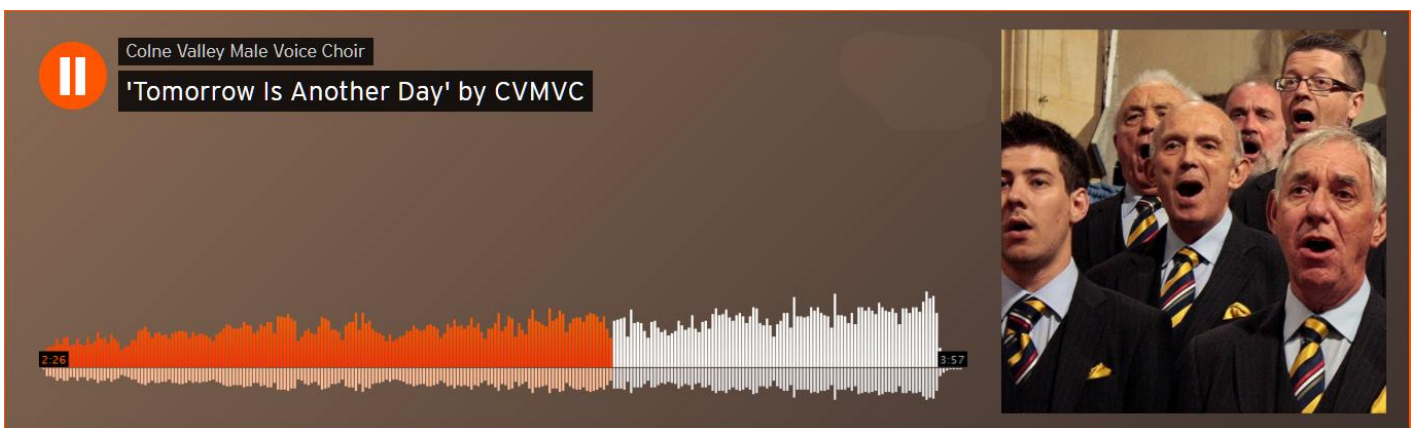 Colne Valley Male Voice Choir
'Tomorrow Is Another Day' by CVMVC
2:26
3:57